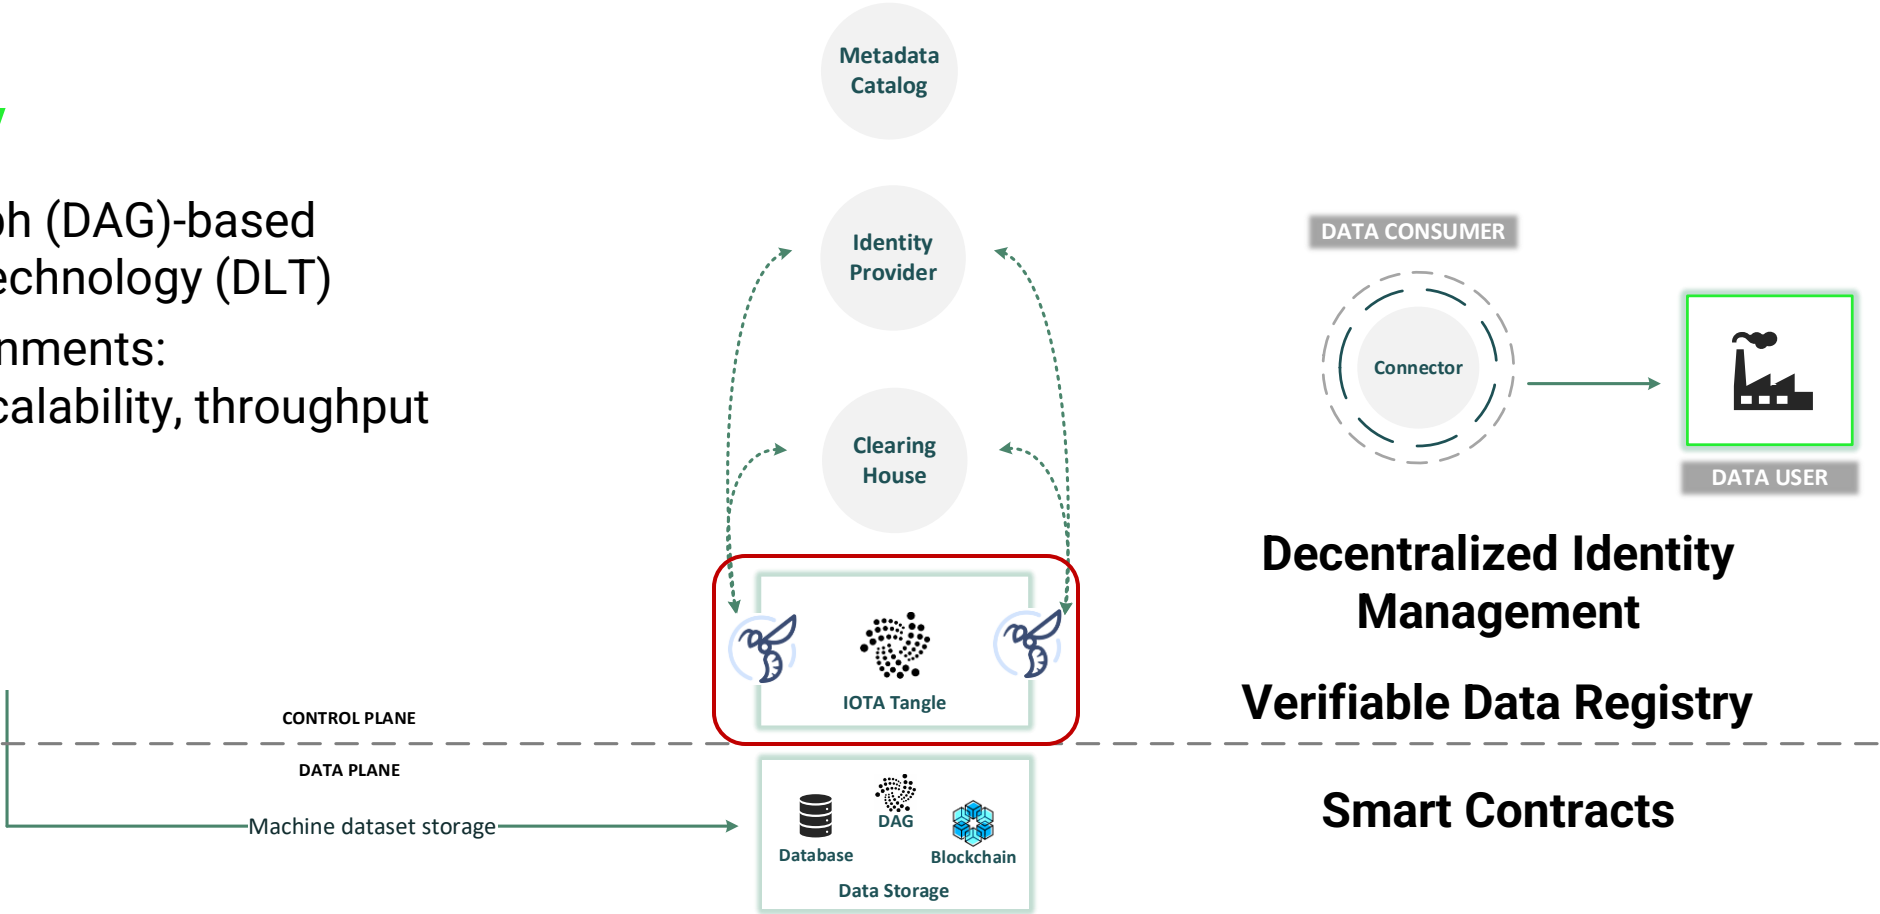 Metadata
Catalog
ph (DAG)-based
echnology (DLT)
nments:
calability, throughput
Identity
Provider
Clearing
House
DATA CONSUMER
Connector
DATA USER
Decentralized Identity
Management
Verifiable Data Registry
Smart Contracts
IOTA Tangle
CONTROL PLANE
DATA PLANE
Machine dataset storage
DAG
Database
Blockchain
Data Storage